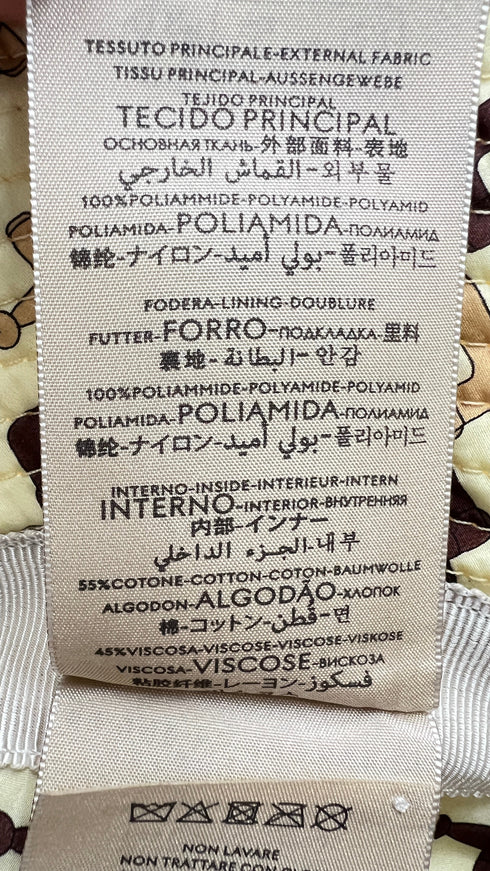 TESSUTO PRINCIPALE-EXTERNAL FABRIC
TISSU PRINCIPAL-AUSSENGEWEBE
TEJIDO PRINCIPAL
TECIDO PRINCIPAL
ОСНОВНАЯ ТКАНЬ-外部面料-表地
القماش الخارجي-외부물
100%POLIAMMIDE-POLYAMIDE-POLYAMID
POLIAMIDA-POLIAMIDA-ПОЛИАМИД
锦纶-ナイロン-بولي أميد-폴리아미드
FODERA-LINING-DOUBLURE
FUTTER-FORRO-ПОДКЛАДКА-里料
裏地-البطانة-안감
100%POLIAMMIDE-POLYAMIDE-POLYAMID
POLIAMIDA-POLIAMIDA-ПОЛИАМИД
锦纶-ナイロン-بولي أميد-폴리아미드
INTERNO-INSIDE-INTERIEUR-INTERN
INTERNO-INTERIOR-ВНУТРЕННЯЯ
内部-インナー
الجزء الداخلي-내부
55%COTONE-COTTON-COTON-BAUMWOLLE
ALGODON-ALGODÃO-ХЛОПОК
棉-コットン-قطن-면
45%VISCOSA-VISCOSE-VISCOSE-VISKOSE
VISCOSA-VISCOSE-ВИСКОЗА
粘胶纤维-レーヨン-فسكوز
NON LAVARE
NON TRATTARE CON